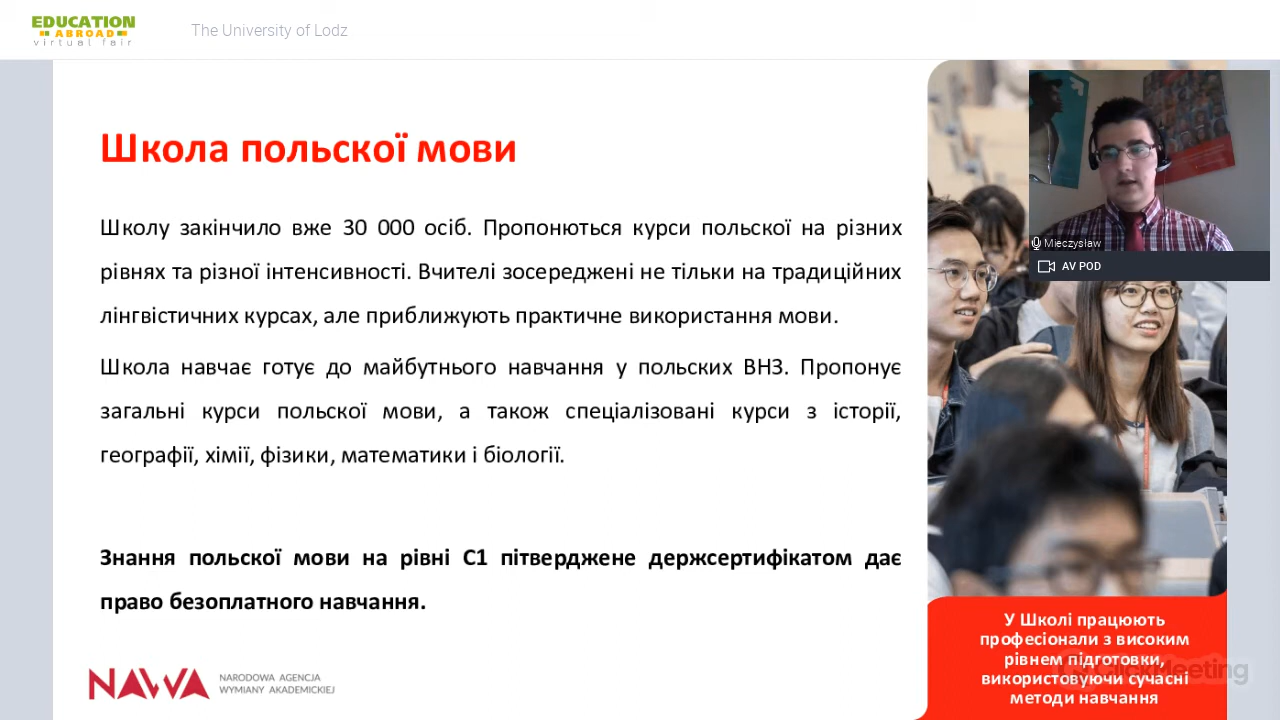 EDUCATION
ABROAD
virtual fair
The University of Lodz
Школа польскої мови
Школу закінчило вже 30 000 осіб. Пропонються курси польскої на різних
рівнях та різної інтенсивності. Вчителі зосереджені не тільки на традиційних
лінгвістичних курсах, але приближують практичне використання мови.
Школа навчає готує до майбутнього навчання у польских ВНЗ. Пропонує
загальні курси польскої мови, а також спеціалізовані курси з історії,
географії, хімії, фізики, математики і біології.
Знання польскої мови на рівні С1 пітверджене держсертифікатом дає
право безоплатного навчання.
NAWA
NARODOWA AGENCJA
WYMIANY AKADEMICKIEJ
Mieczysław
AV POD
У Школі працюють
професіонали з високим
рівнем підготовки,
використовуючи сучасні
методи навчання
ClickMeeting